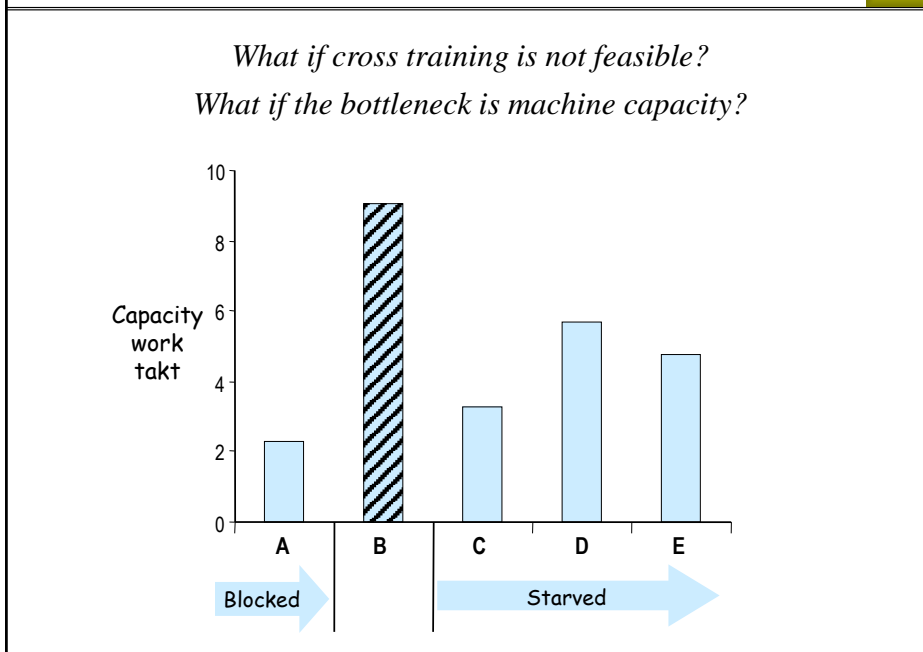 What if cross training is not feasible?
What if the bottleneck is machine capacity?
10
8
Capacity 6
work
takt
4
2
0
A B C D E
Blocked Starved